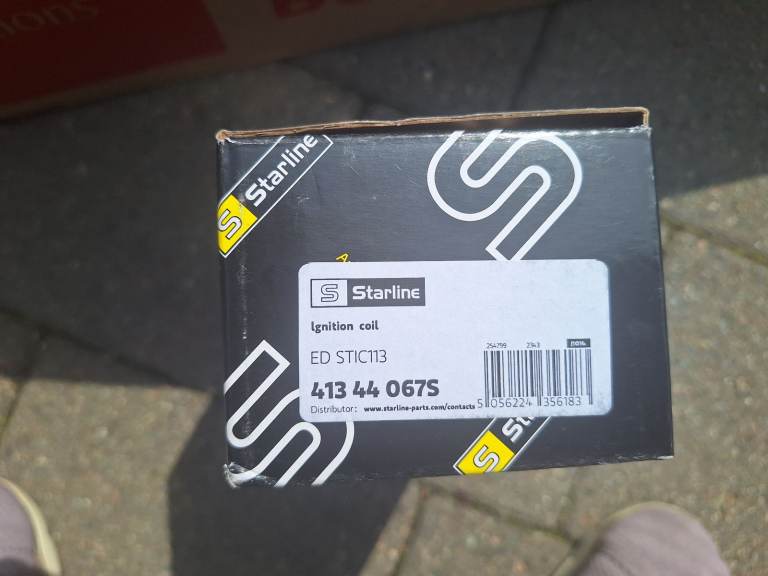 ons
Starline
Starline
Ignition coil
ED STIC113
413 44 067S
Distributor: www.starline-parts.com/contacts
254799 2343
5 056224 356183